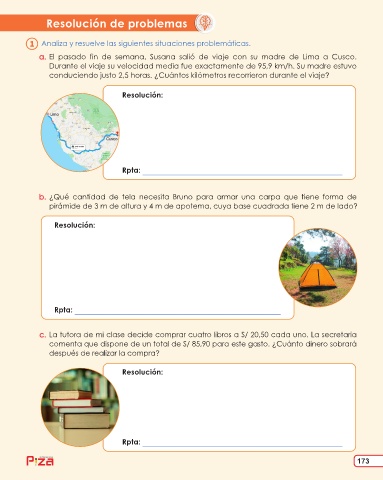 Resolución de problemas
1 Analiza y resuelve las siguientes situaciones problemáticas.
a. El pasado fin de semana, Susana salió de viaje con su madre de Lima a Cusco.
Durante el viaje su velocidad media fue exactamente de 95,9 km/h. Su madre estuvo
conduciendo justo 2,5 horas. ¿Cuántos kilómetros recorrieron durante el viaje?
Resolución:
Lima
Cusco
Rpta:
b. ¿Qué cantidad de tela necesita Bruno para armar una carpa que tiene forma de
pirámide de 3 m de altura y 4 m de apotema, cuya base cuadrada tiene 2 m de lado?
Resolución:
Rpta:
c. La tutora de mi clase decide comprar cuatro libros a S/ 20,50 cada uno. La secretaria
comenta que dispone de un total de S/ 85,90 para este gasto. ¿Cuánto dinero sobrará
después de realizar la compra?
Resolución:
Rpta:
173